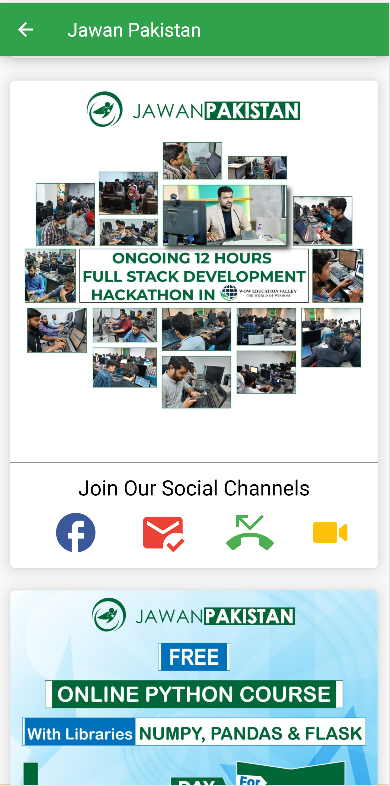 Jawan Pakistan
JAWANPAKISTAN
ONGOING 12 HOURS
FULL STACK DEVELOPMENT
HACKATHON IN WOW EDUCATION VALLEY
THE WORLD OF WISDOM
Join Our Social Channels
JAWANPAKISTAN
FREE
ONLINE PYTHON COURSE
With Libraries NUMPY, PANDAS & FLASK
DAY
For